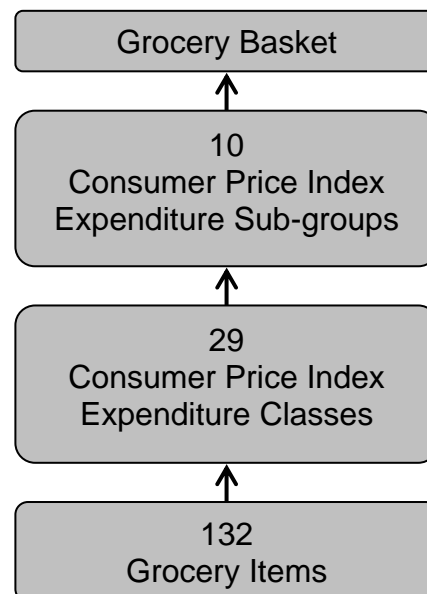 Grocery Basket
10
Consumer Price Index
Expenditure Sub-groups
29
Consumer Price Index
Expenditure Classes
132
Grocery Items